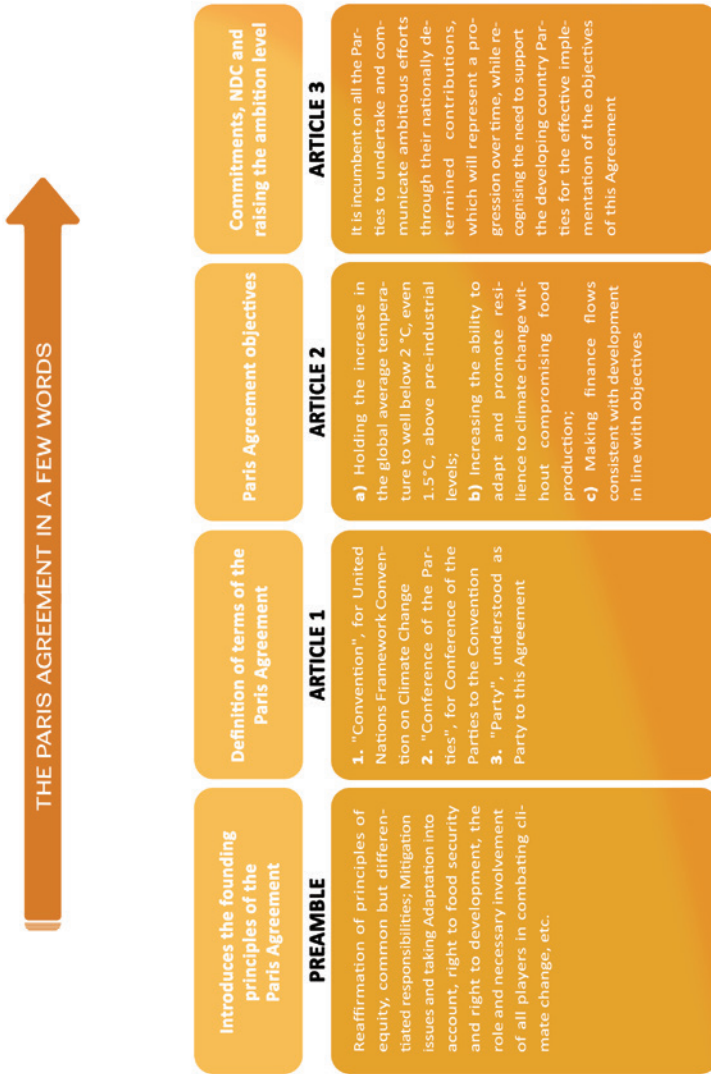 THE PARIS AGREEMENT IN A FEW WORDS
Introduces the founding
principles of the
Paris Agreement
PREAMBLE
Reaffirmation of principles of
equity, common but differen-
tiated responsibilities; Mitigation
issues and taking Adaptation into
account, right to food security
and right to development, the
role and necessary involvement
of all players in combating cli-
mate change, etc.
Definition of terms of the
Paris Agreement
ARTICLE 1
1. "Convention", for United
Nations Framework Conven-
tion on Climate Change
2. "Conference of the Par-
ties", for Conference of the
Parties to the Convention
3. "Party", understood as
Party to this Agreement
Paris Agreement objectives
ARTICLE 2
a) Holding the increase in
the global average tempera-
ture to well below 2 °C, even
1.5°C, above pre-industrial
levels;
b) Increasing the ability to
adapt and promote resi-
lience to climate change wit-
hout compromising food
production;
c) Making finance flows
consistent with development
in line with objectives
Commitments, NDC and
raising the ambition level
ARTICLE 3
It is incumbent on all the Par-
ties to undertake and com-
municate ambitious efforts
through their nationally de-
termined contributions,
which will represent a pro-
gression over time, while re-
cognising the need to support
the developing country Par-
ties for the effective imple-
mentation of the objectives
of this Agreement